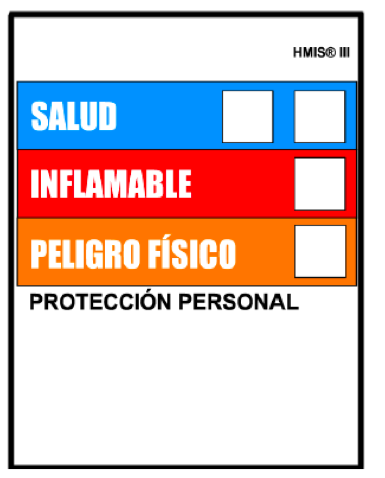 HMIS® III
SALUD
INFLAMABLE
PELIGRO FÍSICO
PROTECCIÓN PERSONAL